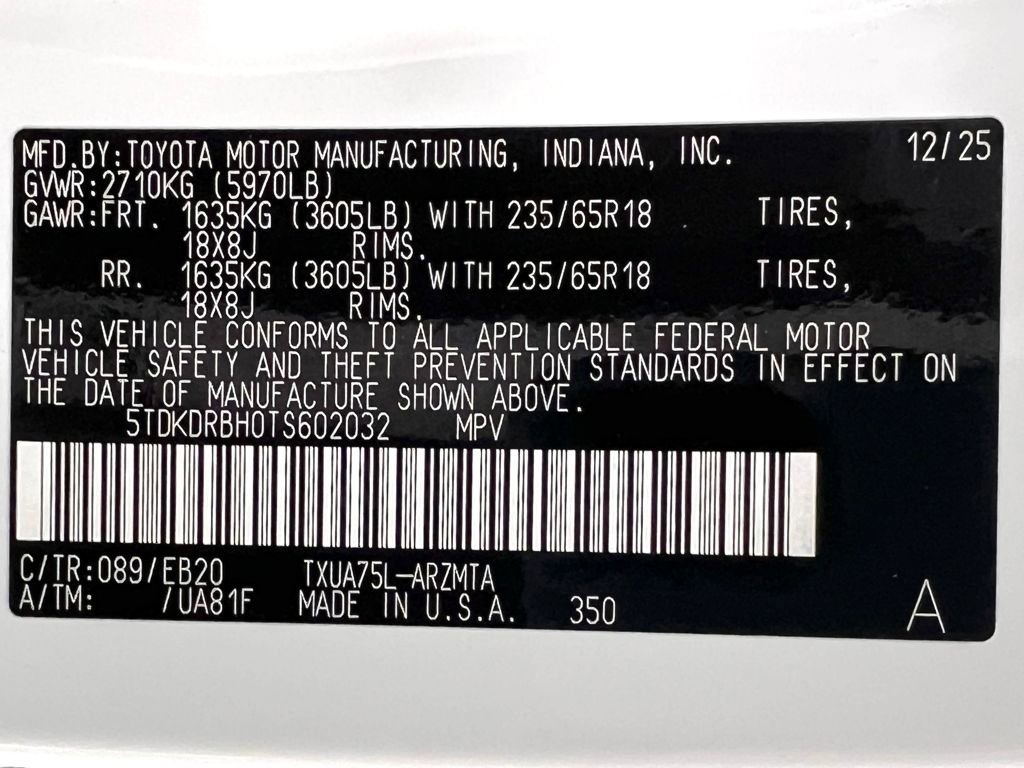 MFD.BY:TOYOTA MOTOR MANUFACTURING, INDIANA, INC. 12/25
GVWR:2710KG (5970LB)
GAWR:FRT. 1635KG (3605LB) WITH 235/65R18 TIRES,
18X8J RIMS.
RR. 1635KG (3605LB) WITH 235/65R18 TIRES,
18X8J RIMS.
THIS VEHICLE CONFORMS TO ALL APPLICABLE FEDERAL MOTOR
VEHICLE SAFETY AND THEFT PREVENTION STANDARDS IN EFFECT ON
THE DATE OF MANUFACTURE SHOWN ABOVE.
5TDKDRBH0TS602032 MPV
C/TR:089/EB20 TXUA75L-ARZMTA
A/TM: /UA81F MADE IN U.S.A. 350 A